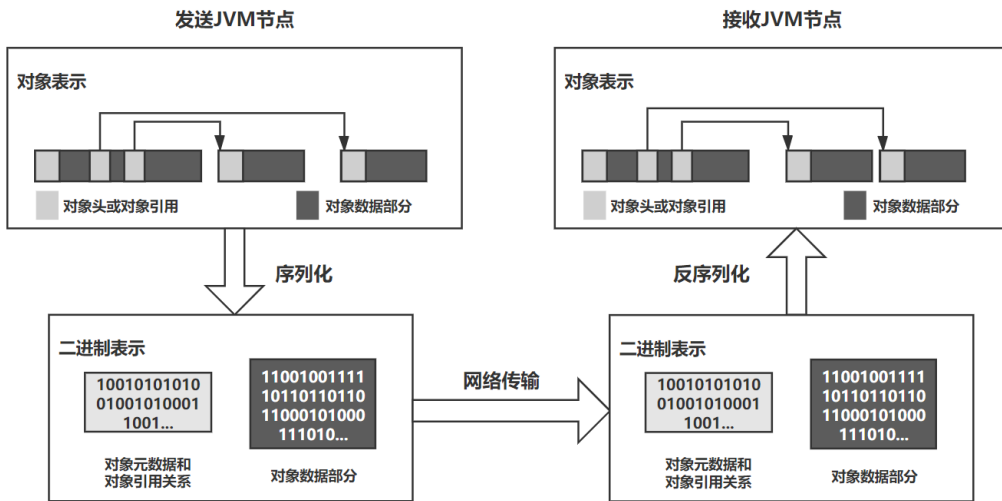 发送JVM节点
对象表示
对象头或对象引用
对象数据部分
序列化
二进制表示
10010101010
01001010001
1001...
对象元数据和
对象引用关系
11001001111
10110110110
11000101000
111010...
对象数据部分
网络传输
接收JVM节点
对象表示
对象头或对象引用
对象数据部分
反序列化
二进制表示
10010101010
01001010001
1001...
对象元数据和
对象引用关系
11001001111
10110110110
11000101000
111010...
对象数据部分